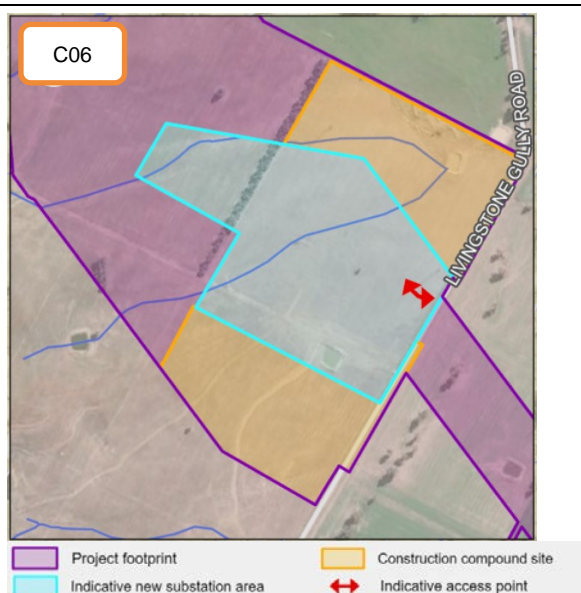 C06
LIVINGSTONE GULLY ROAD
Project footprint
Construction compound site
Indicative new substation area
Indicative access point